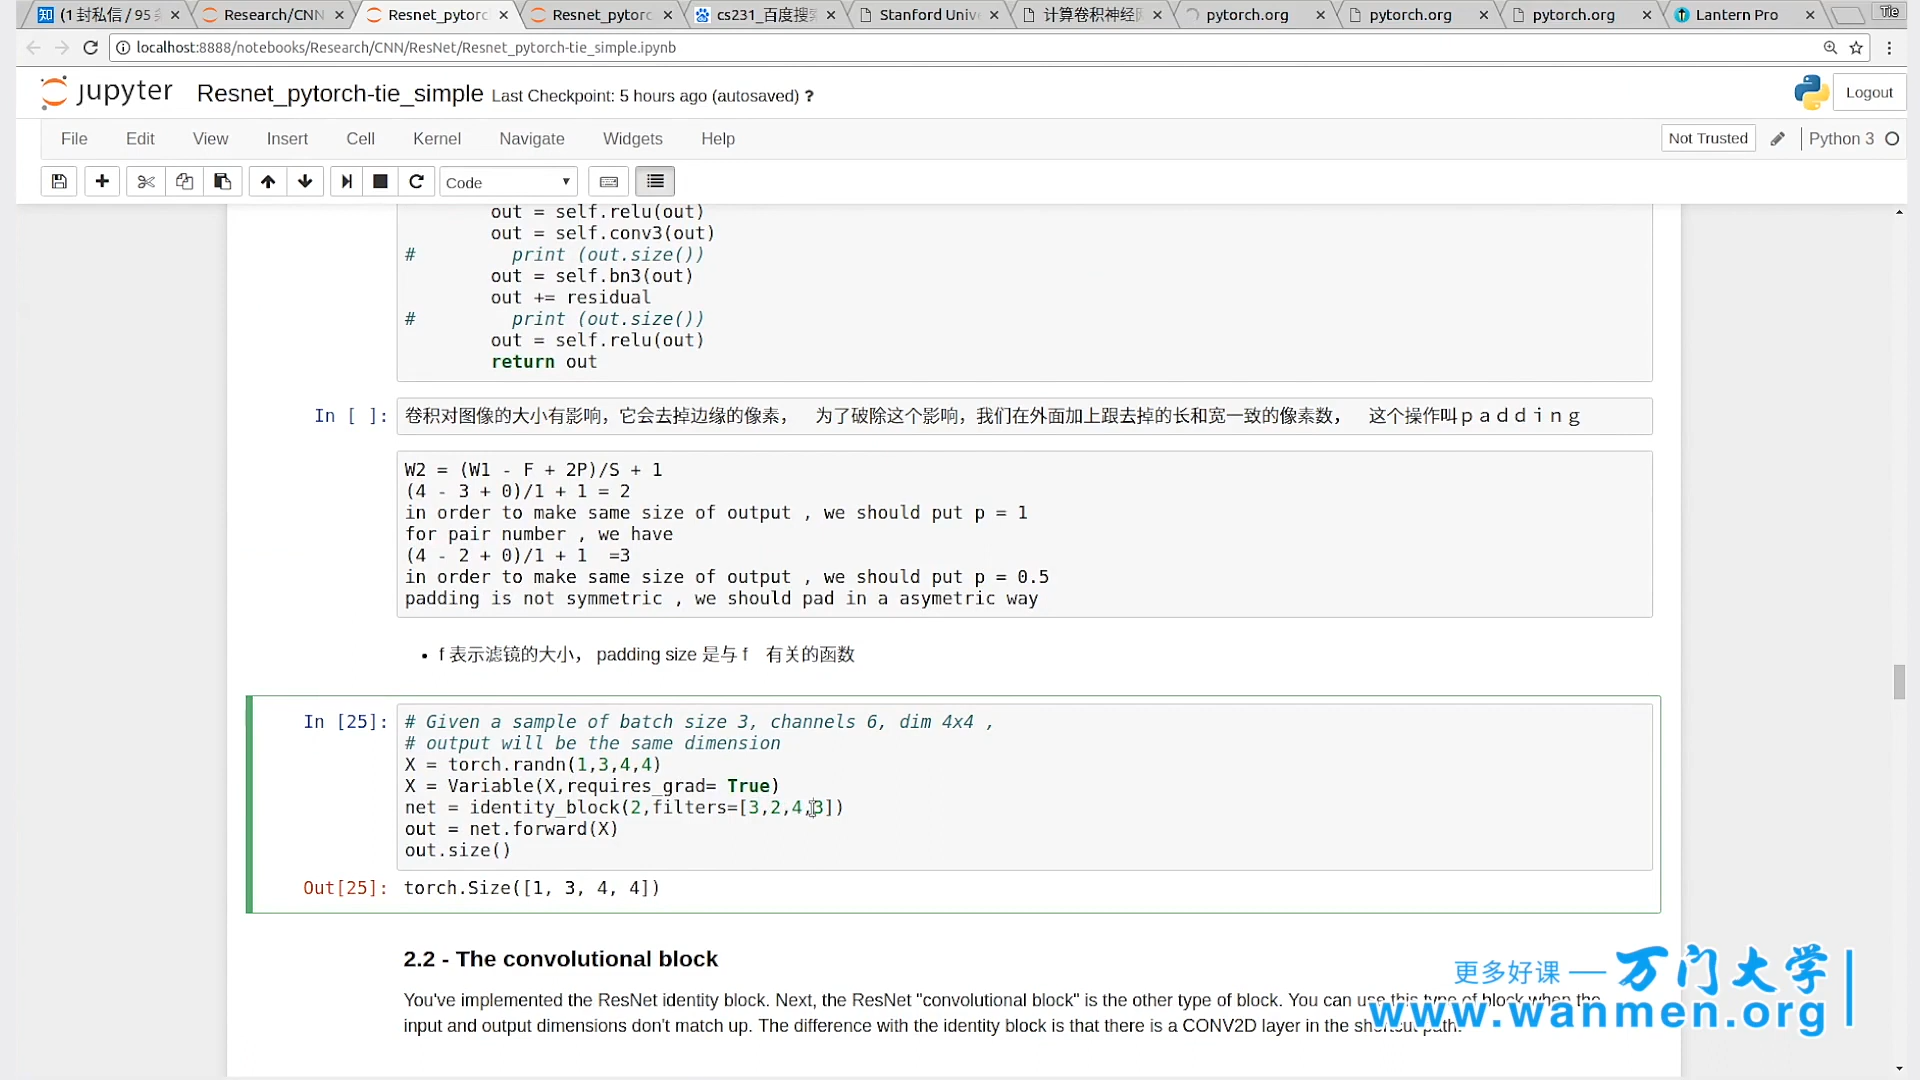 知 (1 封私信 / 95
Research/CNN
Resnet_pytorc
Resnet_pytorc
cs231_百度搜
Stanford Univ
计算卷积神经网
pytorch.org
pytorch.org
pytorch.org
Lantern Pro
Tie
localhost:8888/notebooks/Research/CNN/ResNet/Resnet_pytorch-tie_simple.ipynb
jupyter Resnet_pytorch-tie_simple Last Checkpoint: 5 hours ago (autosaved) ?
Logout
File Edit View Insert Cell Kernel Navigate Widgets Help
Not Trusted
Python 3
Code
out = self.relu(out)
out = self.conv3(out)
# print (out.size())
out = self.bn3(out)
out += residual
# print (out.size())
out = self.relu(out)
return out
In [ ]: 卷积对图像的大小有影响，它会去掉边缘的像素， 为了破除这个影响，我们在外面加上跟去掉的长和宽一致的像素数， 这个操作叫ｐａｄｄｉｎｇ
W2 = (W1 - F + 2P)/S + 1
(4 - 3 + 0)/1 + 1 = 2
in order to make same size of output , we should put p = 1
for pair number , we have
(4 - 2 + 0)/1 + 1  =3
in order to make same size of output , we should put p = 0.5
padding is not symmetric , we should pad in a asymetric way
• f 表示滤镜的大小， padding size 是与 f 有关的函数
In [25]: # Given a sample of batch size 3, channels 6, dim 4x4 ,
# output will be the same dimension
X = torch.randn(1,3,4,4)
X = Variable(X,requires_grad= True)
net = identity_block(2,filters=[3,2,4,3])
out = net.forward(X)
out.size()
Out[25]: torch.Size([1, 3, 4, 4])
2.2 - The convolutional block
You've implemented the ResNet identity block. Next, the ResNet "convolutional block" is the other type of block. You can use this type of block when the
input and output dimensions don't match up. The difference with the identity block is that there is a CONV2D layer in the shortcut path.
更多好课 — 万门大学
www.wanmen.org